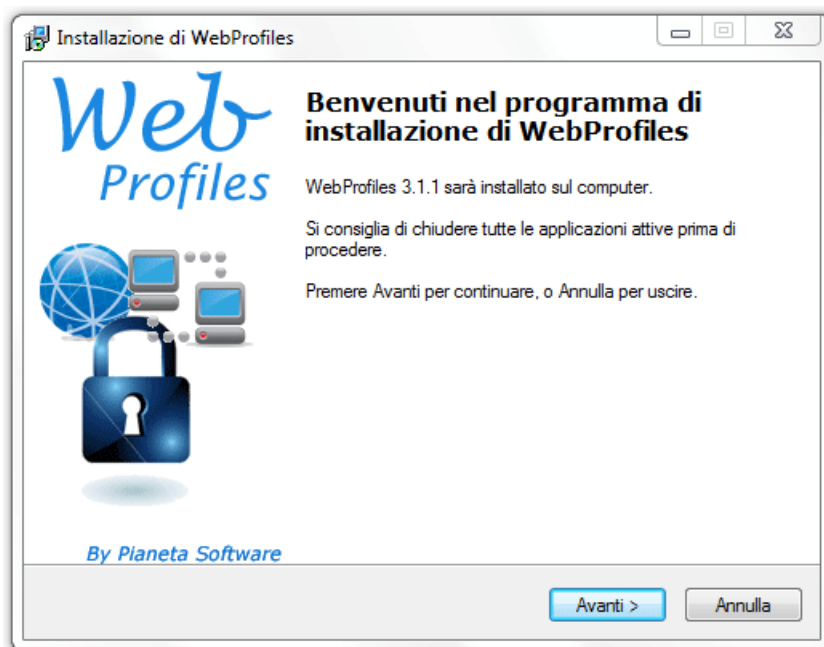 Installazione di WebProfiles
Web
Profiles
Benvenuti nel programma di
installazione di WebProfiles
WebProfiles 3.1.1 sarà installato sul computer.
Si consiglia di chiudere tutte le applicazioni attive prima di
procedere.
Premere Avanti per continuare, o Annulla per uscire.
By Pianeta Software
Avanti >
Annulla